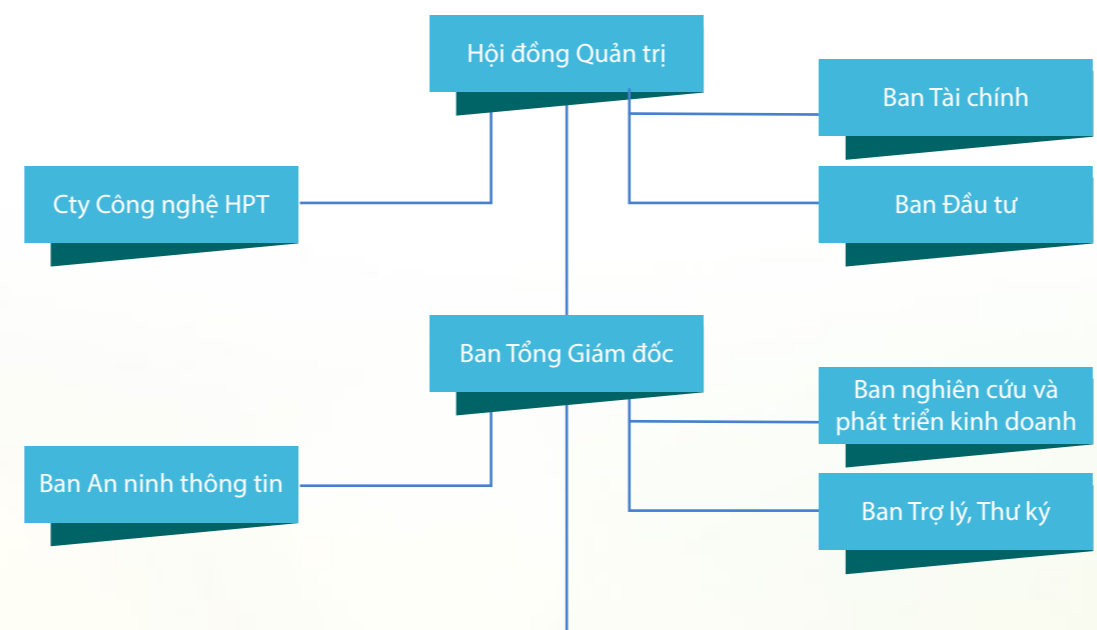 Hội đồng Quản trị
Ban Tài chính
Cty Công nghệ HPT
Ban Đầu tư
Ban Tổng Giám đốc
Ban nghiên cứu và
phát triển kinh doanh
Ban An ninh thông tin
Ban Trợ lý, Thư ký